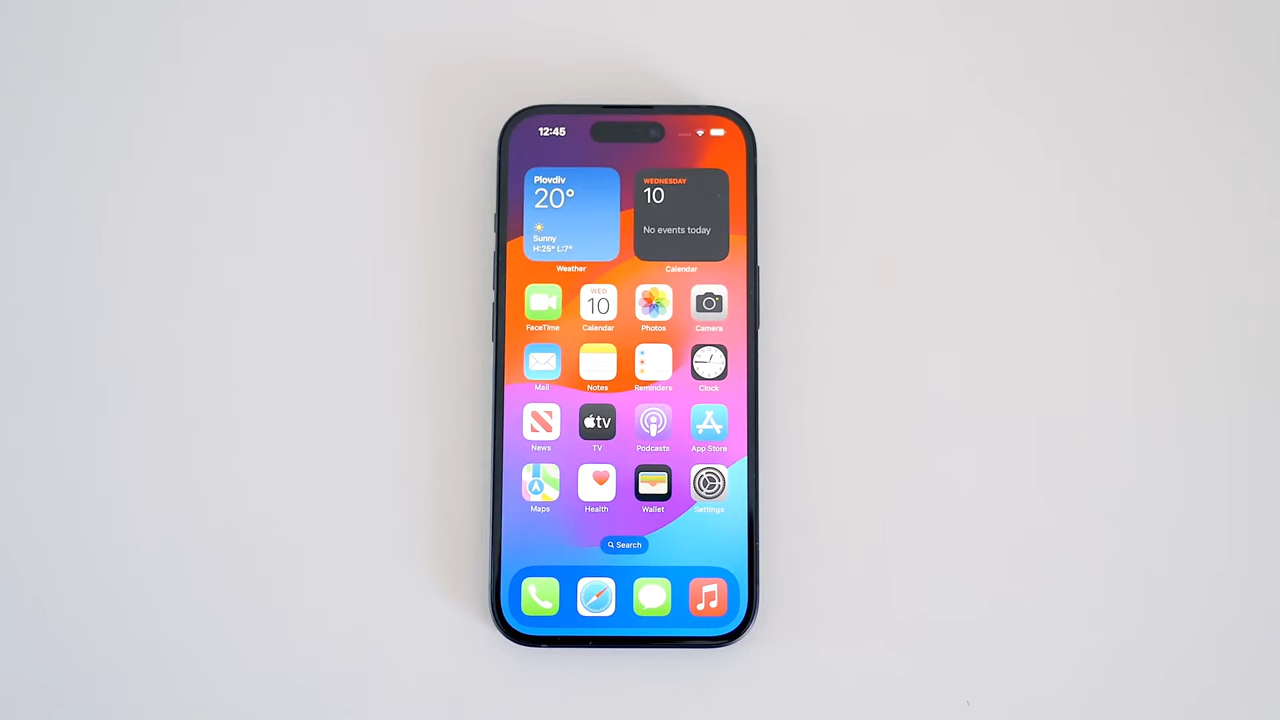 12:45
Plovdiv
20°
Sunny
H:25° L:7°
Weather
WEDNESDAY
10
No events today
Calendar
FaceTime
WED
10
Calendar
Photos
Camera
Mail
Notes
Reminders
Clock
News
tv
TV
Podcasts
App Store
Maps
Health
Wallet
Settings
Search